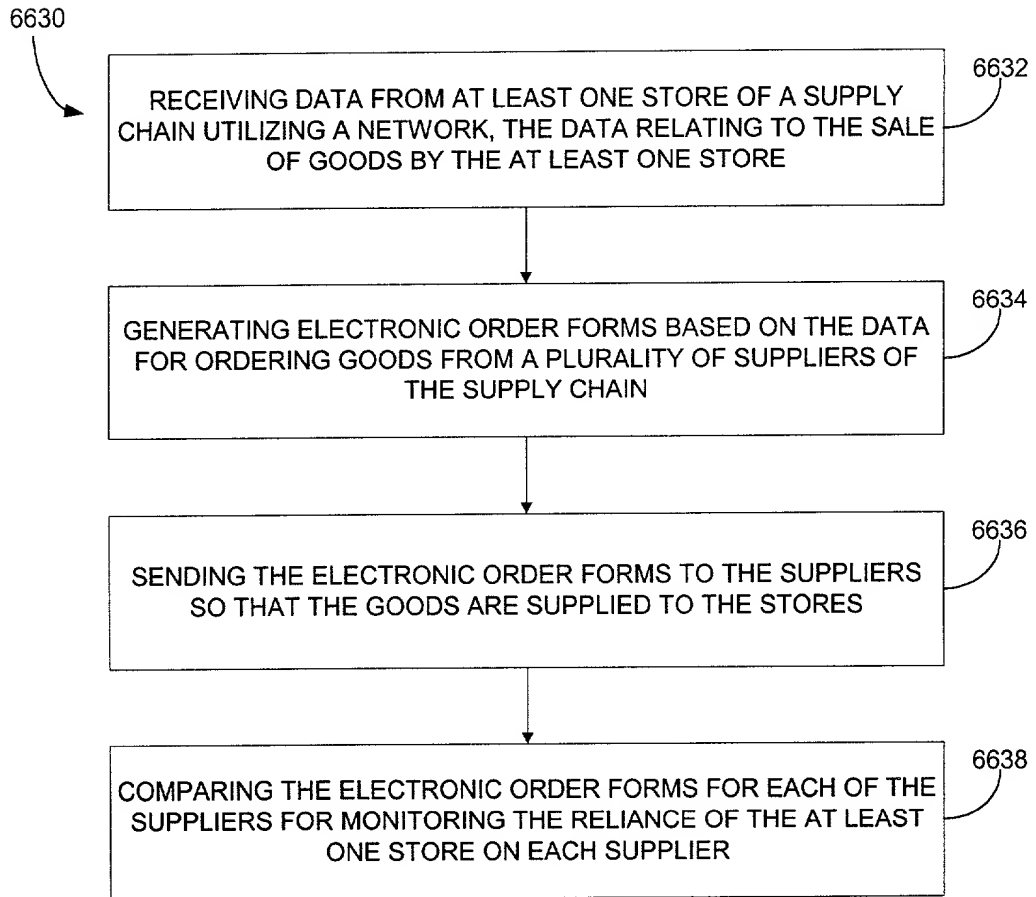 6630
6632
RECEIVING DATA FROM AT LEAST ONE STORE OF A SUPPLY
CHAIN UTILIZING A NETWORK, THE DATA RELATING TO THE SALE
OF GOODS BY THE AT LEAST ONE STORE
6634
GENERATING ELECTRONIC ORDER FORMS BASED ON THE DATA
FOR ORDERING GOODS FROM A PLURALITY OF SUPPLIERS OF
THE SUPPLY CHAIN
6636
SENDING THE ELECTRONIC ORDER FORMS TO THE SUPPLIERS
SO THAT THE GOODS ARE SUPPLIED TO THE STORES
6638
COMPARING THE ELECTRONIC ORDER FORMS FOR EACH OF THE
SUPPLIERS FOR MONITORING THE RELIANCE OF THE AT LEAST
ONE STORE ON EACH SUPPLIER